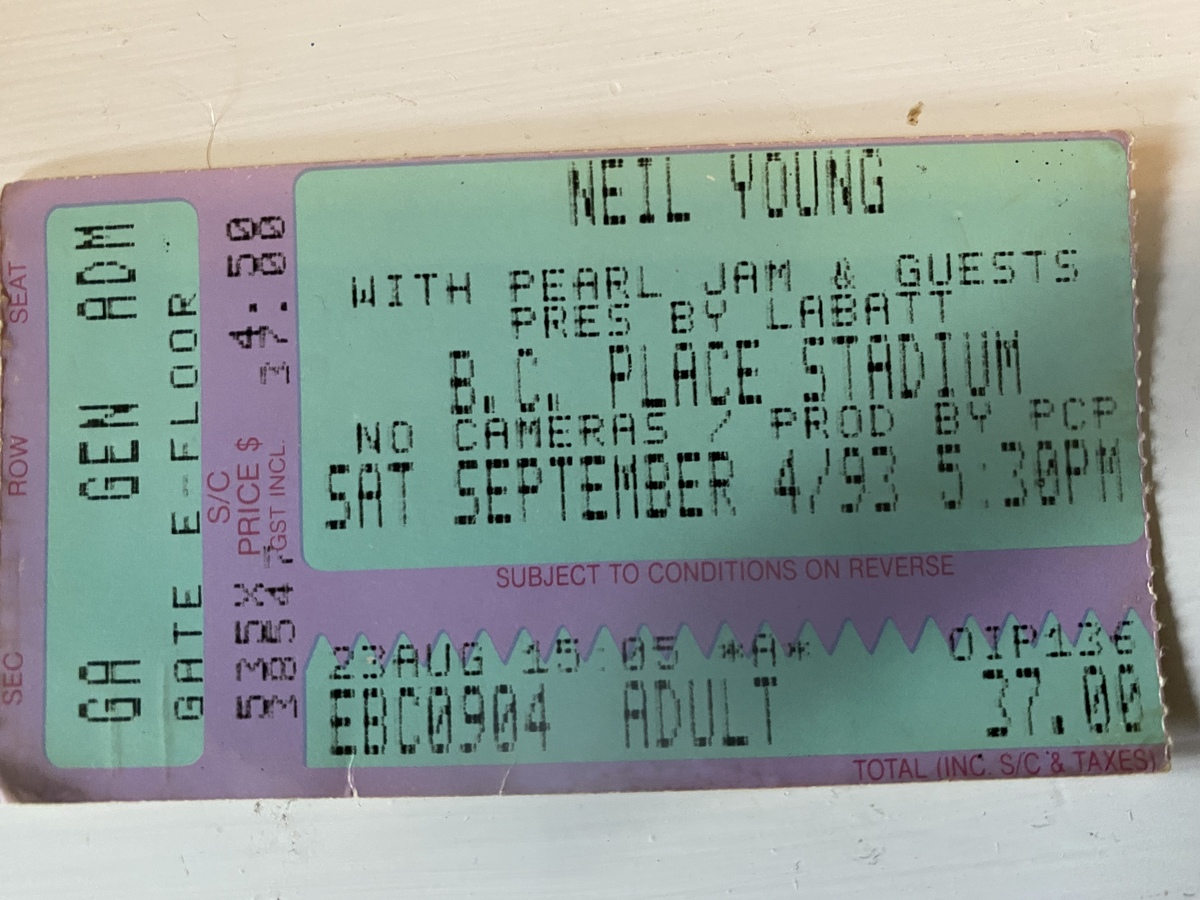 NEIL YOUNG
WITH PEARL JAM & GUESTS
PRES BY LABATT
B.C. PLACE STADIUM
NO CAMERAS / PROD BY PCP
SAT SEPTEMBER 4/93 5:30PM
SUBJECT TO CONDITIONS ON REVERSE
23AUG 15:05 *A* OIP136
EBC0904 ADULT 37.00
TOTAL (INC. S/C & TAXES)
SEC ROW SEAT
GA GEN ADM
GATE E-FLOOR
S/C
PRICE $
GST INCL.
535X 4.50
37.00